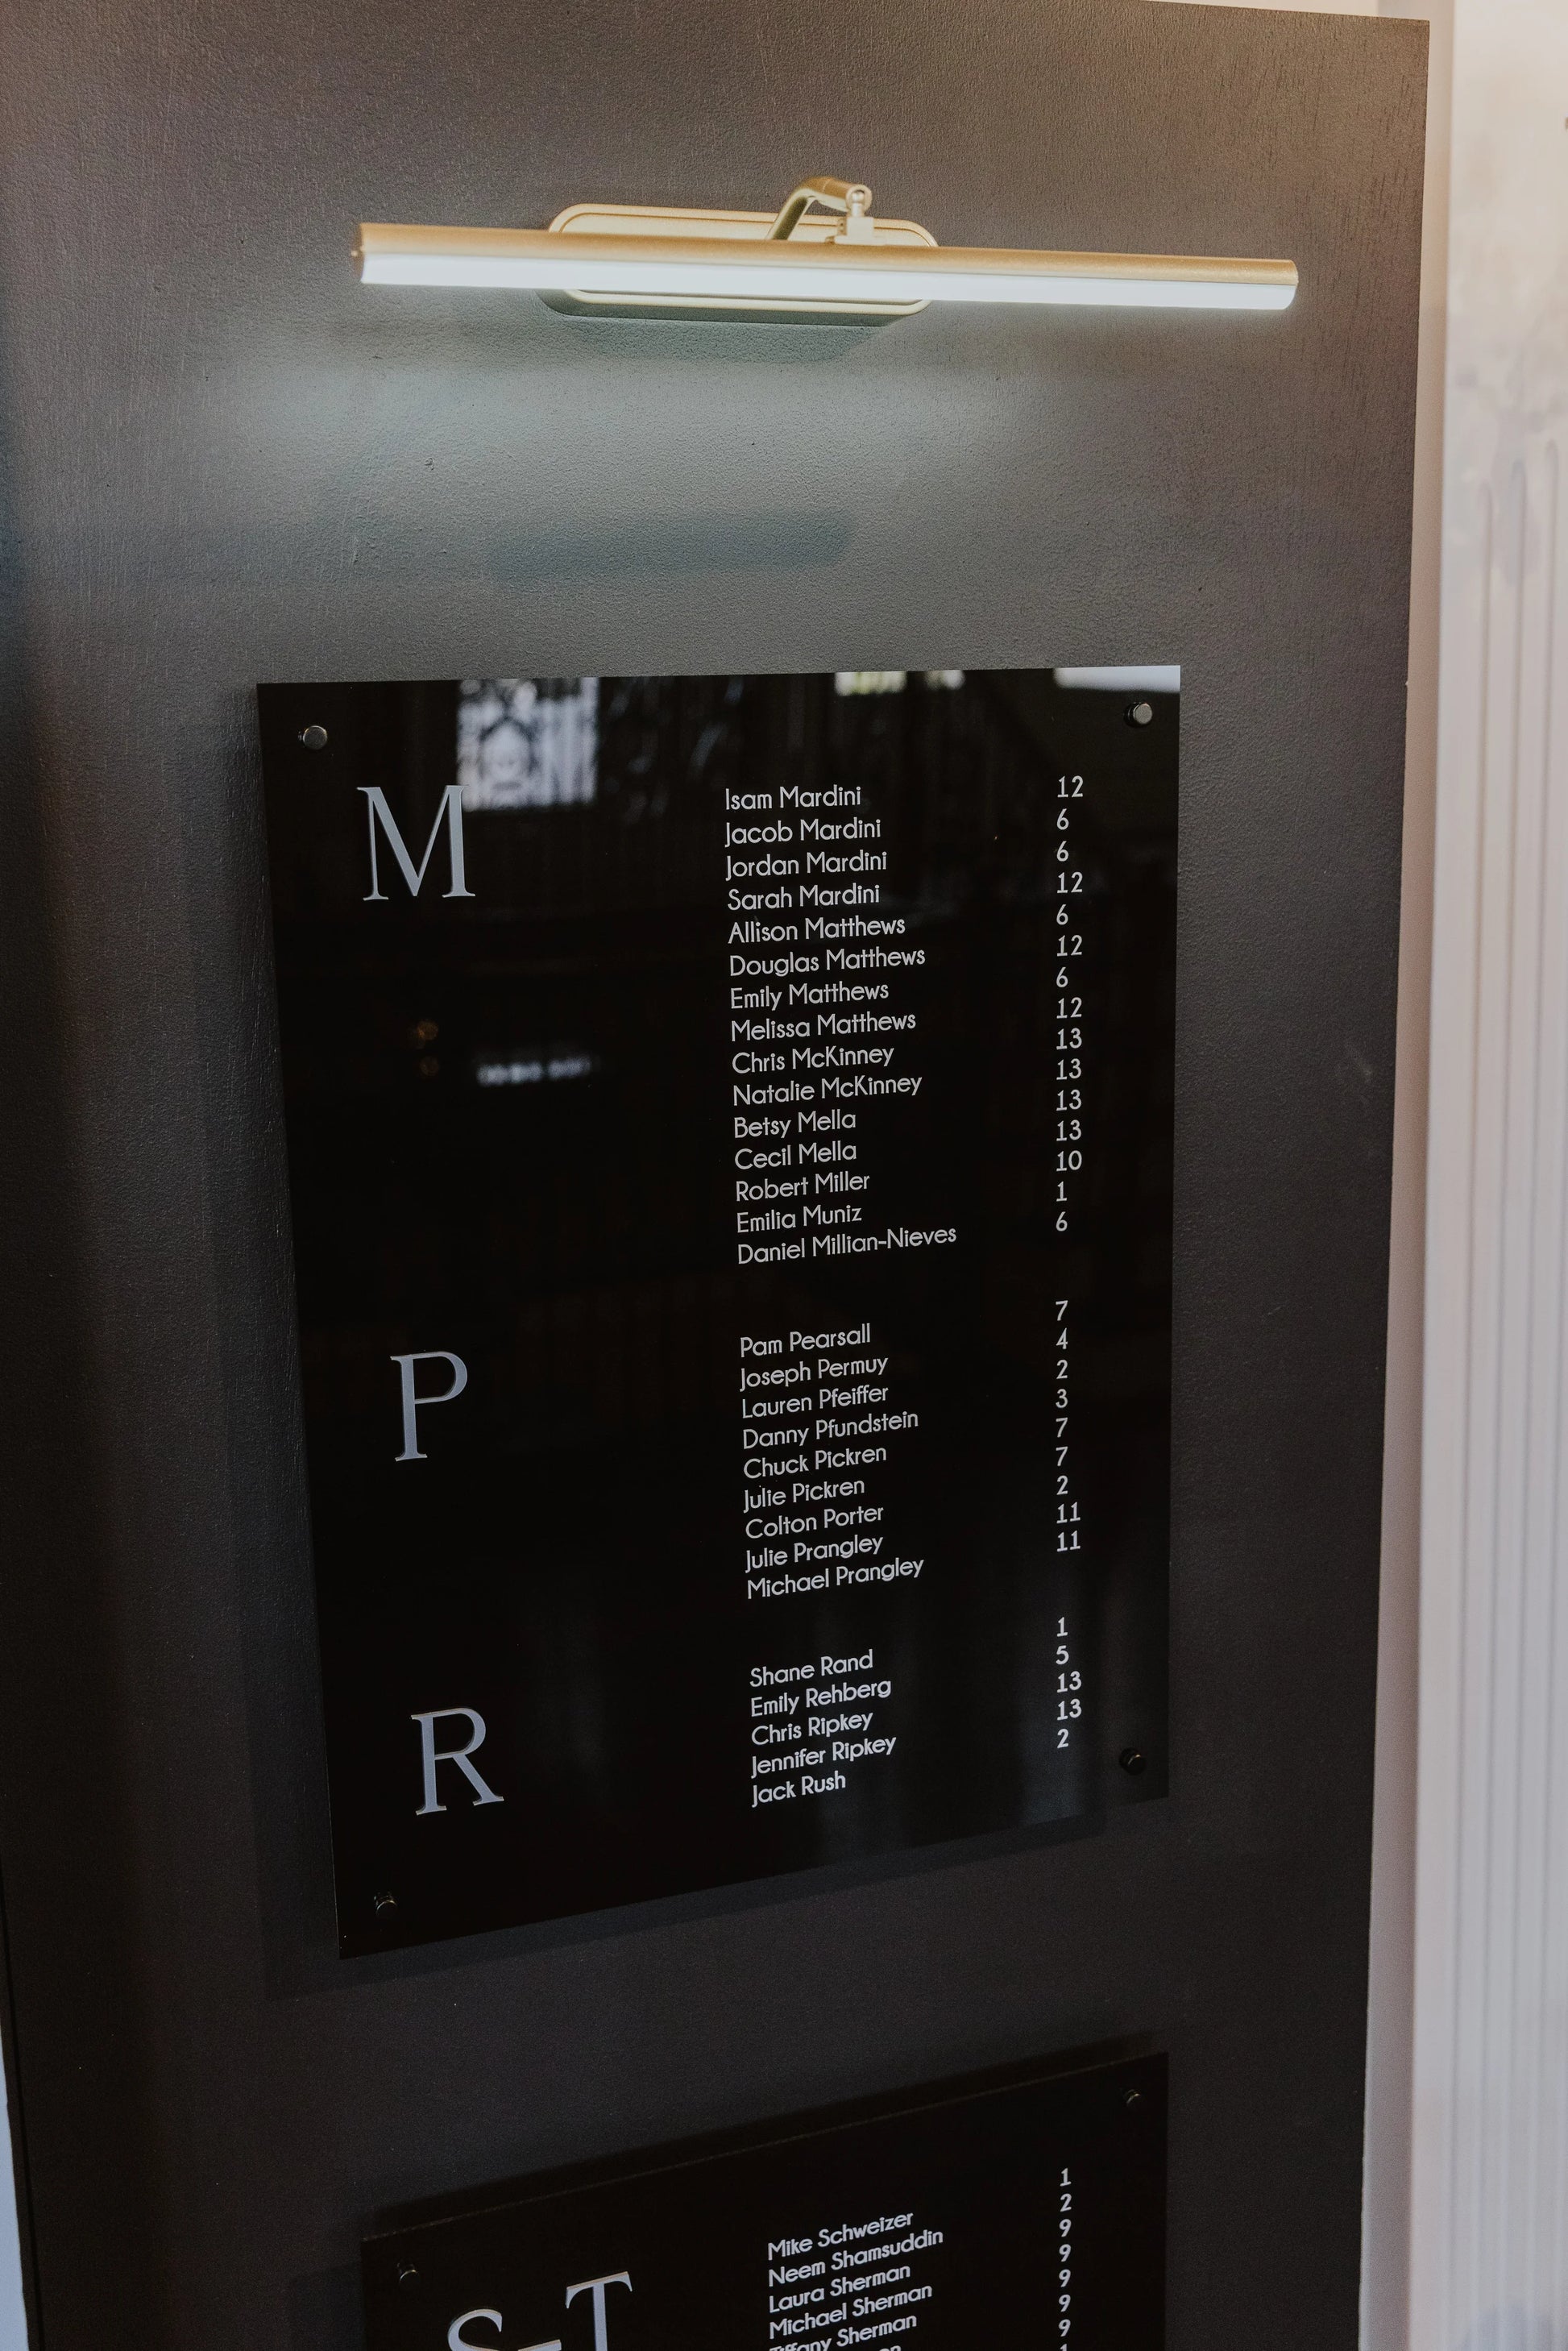 M
Isam Mardini 12
Jacob Mardini 6
Jordan Mardini 6
Sarah Mardini 12
Allison Matthews 6
Douglas Matthews 12
Emily Matthews 6
Melissa Matthews 12
Chris McKinney 13
Natalie McKinney 13
Betsy Mella 13
Cecil Mella 13
Robert Miller 10
Emilia Muniz 1
Daniel Millian-Nieves 6
P
Pam Pearsall 7
Joseph Permuy 4
Lauren Pfeiffer 2
Danny Pfundstein 3
Chuck Pickren 7
Julie Pickren 7
Colton Porter 2
Julie Prangley 11
Michael Prangley 11
R
Shane Rand 1
Emily Rehberg 5
Chris Ripkey 13
Jennifer Ripkey 13
Jack Rush 2
S-T
Mike Schweizer 1
Neem Shamsuddin 2
Laura Sherman 9
Michael Sherman 9
Tiffany Sherman 9
9
9